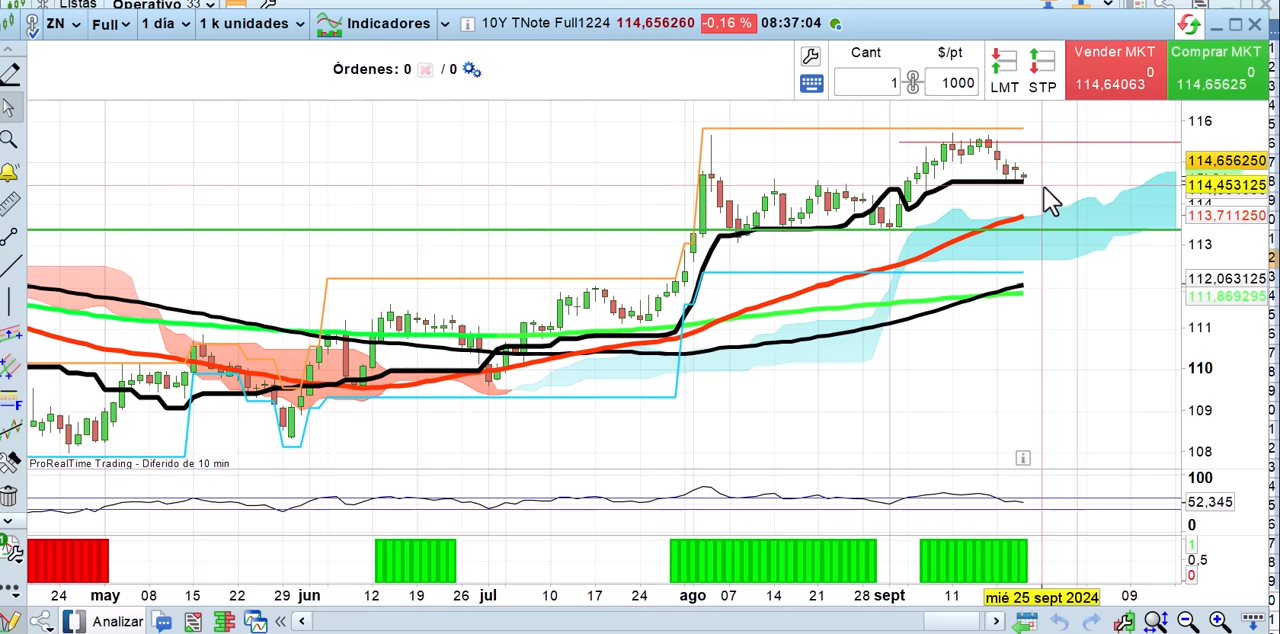 Listas Operativo 33
ZN Full 1 día 1 k unidades Indicadores 10Y TNote Full1224 114,656260 -0,16 % 08:37:04
Órdenes: 0 / 0
Cant $/pt
1 1000
LMT STP
Vender MKT
0
114,64063
Comprar MKT
0
114,65625
116
114,656250
114,453125
114
113,711250
113
112,063125
111,869295
111
110
109
108
ProRealTime Trading - Diferido de 10 min
100
52,345
0
1
0,5
0
24 may 08 15 22 29 jun 12 19 26 jul 10 17 24 ago 07 14 21 28 sept 11 mié 25 sept 2024 09
Analizar